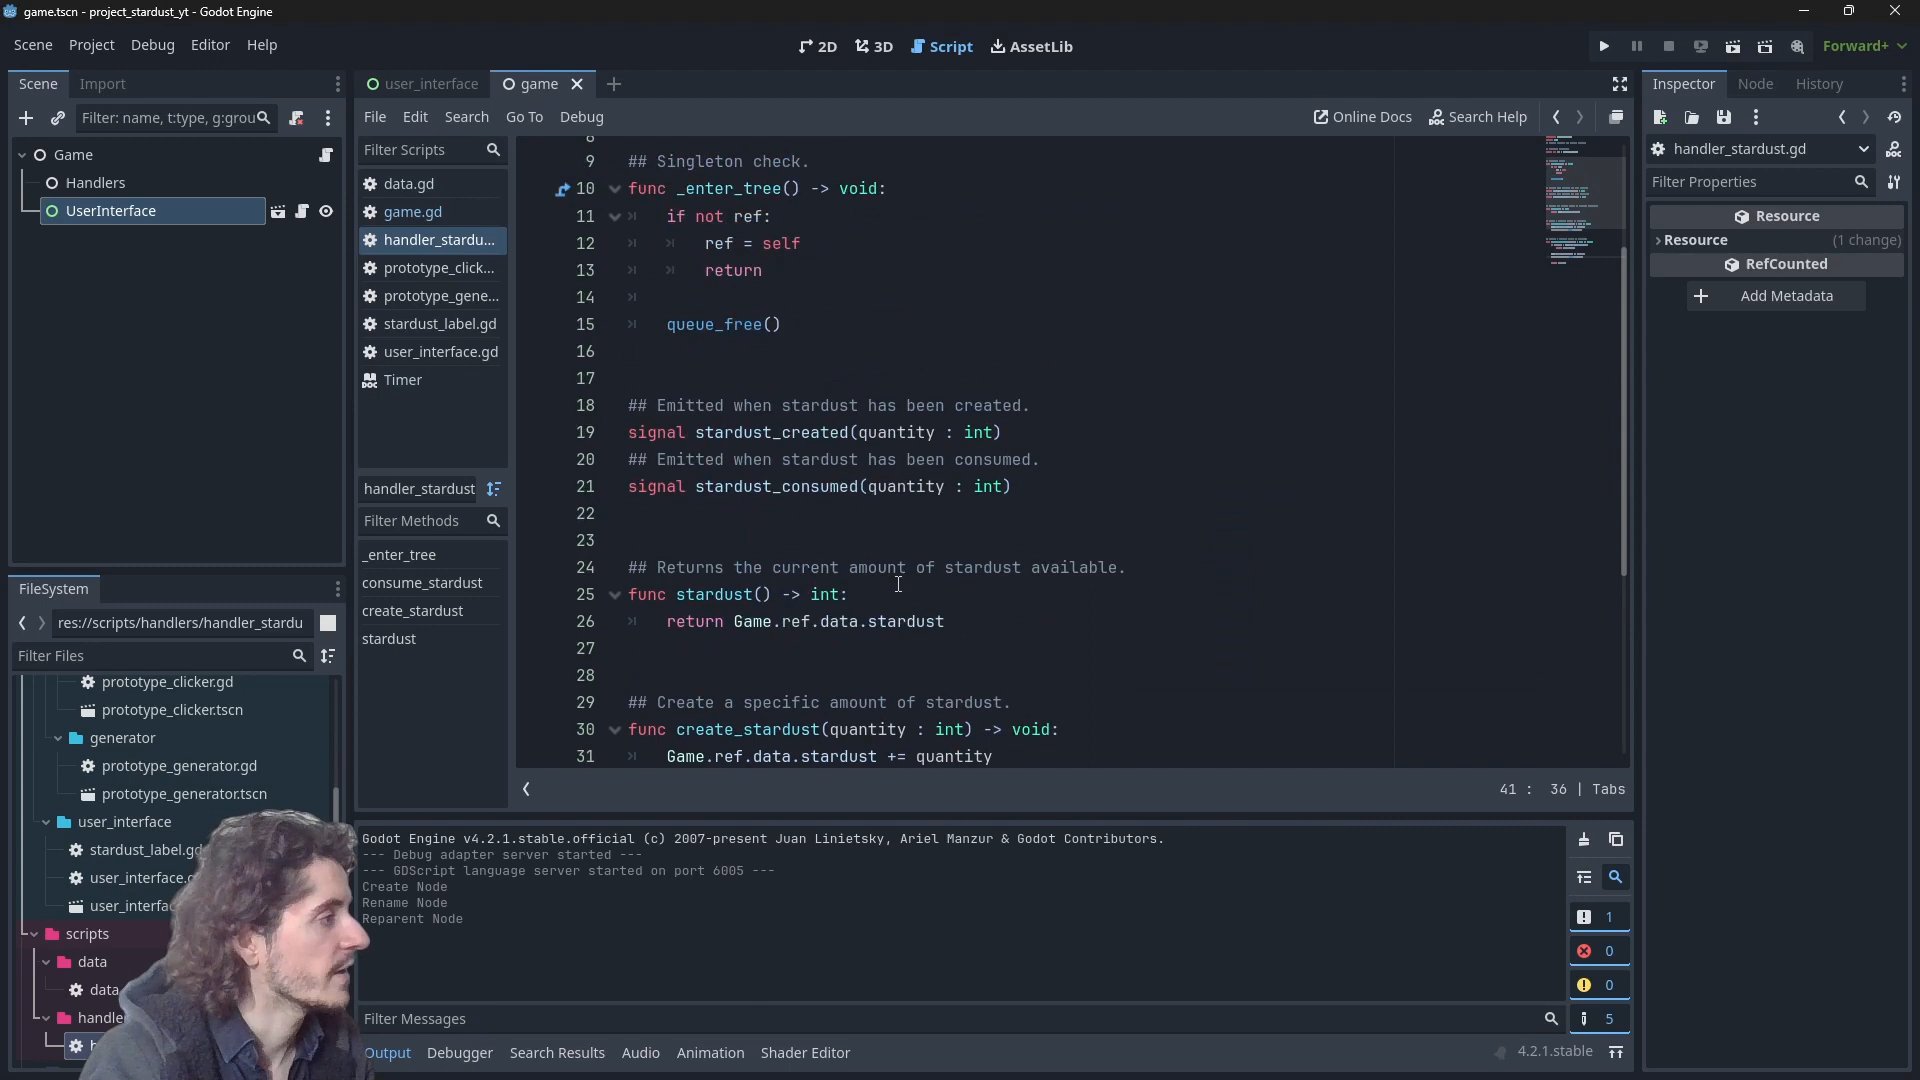 game.tscn - project_stardust_yt - Godot Engine
Scene Project Debug Editor Help
2D 3D Script AssetLib
Forward+
Scene Import
Filter: name, t:type, g:grou
Game
Handlers
UserInterface
FileSystem
res://scripts/handlers/handler_stardu
Filter Files
prototype_clicker.gd
prototype_clicker.tscn
generator
prototype_generator.gd
prototype_generator.tscn
user_interface
stardust_label.gd
user_interface.g
user_interfac
scripts
data
data
handler
h
user_interface game
File Edit Search Go To Debug
Online Docs Search Help
Filter Scripts
data.gd
game.gd
handler_stardu...
prototype_click...
prototype_gene...
stardust_label.gd
user_interface.gd
Timer
handler_stardust
Filter Methods
_enter_tree
consume_stardust
create_stardust
stardust
8
9 ## Singleton check.
10 func _enter_tree() -> void:
11 if not ref:
12 ref = self
13 return
14
15 queue_free()
16
17
18 ## Emitted when stardust has been created.
19 signal stardust_created(quantity : int)
20 ## Emitted when stardust has been consumed.
21 signal stardust_consumed(quantity : int)
22
23
24 ## Returns the current amount of stardust available.
25 func stardust() -> int:
26 return Game.ref.data.stardust
27
28
29 ## Create a specific amount of stardust.
30 func create_stardust(quantity : int) -> void:
31 Game.ref.data.stardust += quantity
41 : 36 | Tabs
Godot Engine v4.2.1.stable.official (c) 2007-present Juan Linietsky, Ariel Manzur & Godot Contributors.
--- Debug adapter server started ---
--- GDScript language server started on port 6005 ---
Create Node
Rename Node
Reparent Node
1
0
0
5
Filter Messages
Output Debugger Search Results Audio Animation Shader Editor
4.2.1.stable
Inspector Node History
handler_stardust.gd
Filter Properties
Resource
Resource (1 change)
RefCounted
Add Metadata